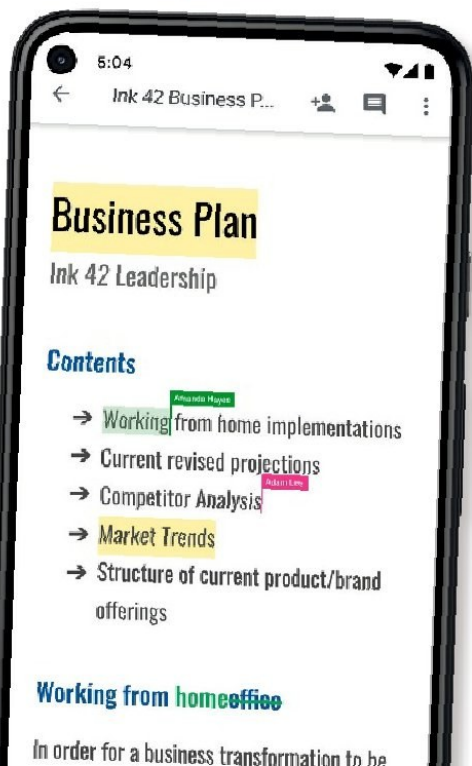 5:04
Ink 42 Business P...
Business Plan
Ink 42 Leadership
Contents
Amanda Hayes
→ Working from home implementations
→ Current revised projections
Adam Lee
→ Competitor Analysis
→ Market Trends
→ Structure of current product/brand
offerings
Working from homeoffice
In order for a business transformation to be